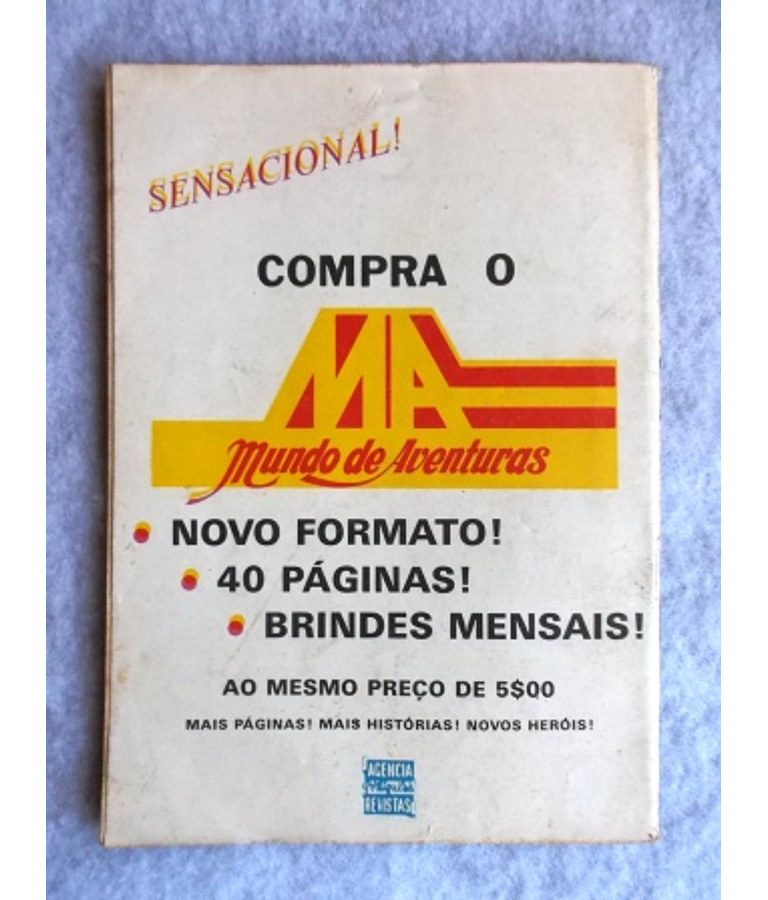 SENSACIONAL!
COMPRA O
MA
Mundo de Aventuras
NOVO FORMATO!
40 PÁGINAS!
BRINDES MENSAIS!
AO MESMO PREÇO DE 5$00
MAIS PÁGINAS! MAIS HISTÓRIAS! NOVOS HERÓIS!
AGENCIA
REVISTAS